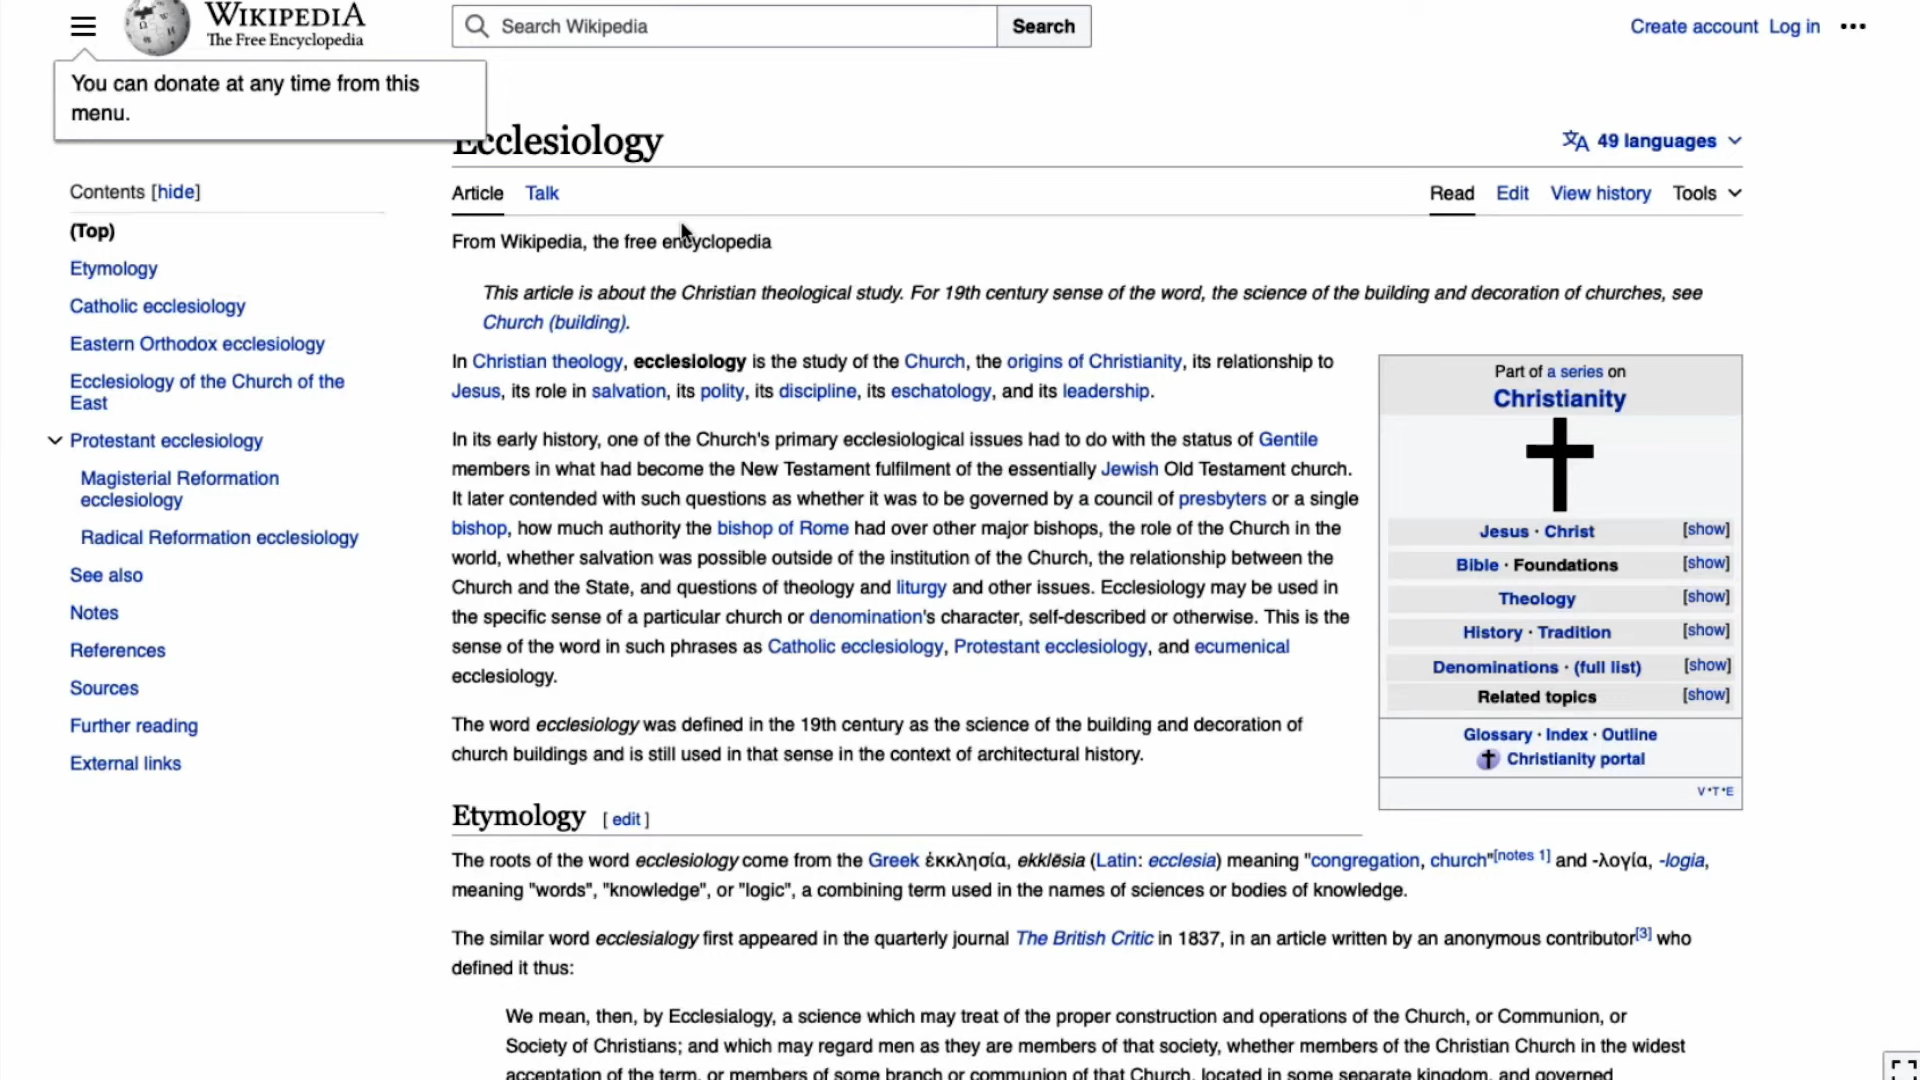 WIKIPEDIA
The Free Encyclopedia
Search Wikipedia
Search
Create account Log in
You can donate at any time from this
menu.
Ecclesiology
49 languages
Contents [hide]
(Top)
Etymology
Catholic ecclesiology
Eastern Orthodox ecclesiology
Ecclesiology of the Church of the
East
Protestant ecclesiology
Magisterial Reformation
ecclesiology
Radical Reformation ecclesiology
See also
Notes
References
Sources
Further reading
External links
Article Talk
Read Edit View history Tools
From Wikipedia, the free encyclopedia
This article is about the Christian theological study. For 19th century sense of the word, the science of the building and decoration of churches, see
Church (building).
In Christian theology, ecclesiology is the study of the Church, the origins of Christianity, its relationship to
Jesus, its role in salvation, its polity, its discipline, its eschatology, and its leadership.
In its early history, one of the Church's primary ecclesiological issues had to do with the status of Gentile
members in what had become the New Testament fulfilment of the essentially Jewish Old Testament church.
It later contended with such questions as whether it was to be governed by a council of presbyters or a single
bishop, how much authority the bishop of Rome had over other major bishops, the role of the Church in the
world, whether salvation was possible outside of the institution of the Church, the relationship between the
Church and the State, and questions of theology and liturgy and other issues. Ecclesiology may be used in
the specific sense of a particular church or denomination's character, self-described or otherwise. This is the
sense of the word in such phrases as Catholic ecclesiology, Protestant ecclesiology, and ecumenical
ecclesiology.
The word ecclesiology was defined in the 19th century as the science of the building and decoration of
church buildings and is still used in that sense in the context of architectural history.
Part of a series on
Christianity
Jesus · Christ [show]
Bible · Foundations [show]
Theology [show]
History · Tradition [show]
Denominations · (full list) [show]
Related topics [show]
Glossary · Index · Outline
Christianity portal
V•T•E
Etymology [ edit ]
The roots of the word ecclesiology come from the Greek ἐκκλησία, ekklēsia (Latin: ecclesia) meaning "congregation, church"[notes 1] and -λογία, -logia,
meaning "words", "knowledge", or "logic", a combining term used in the names of sciences or bodies of knowledge.
The similar word ecclesialogy first appeared in the quarterly journal The British Critic in 1837, in an article written by an anonymous contributor[3] who
defined it thus:
We mean, then, by Ecclesialogy, a science which may treat of the proper construction and operations of the Church, or Communion, or
Society of Christians; and which may regard men as they are members of that society, whether members of the Christian Church in the widest
acceptation of the term, or members of some branch or communion of that Church, located in some separate kingdom, and governed